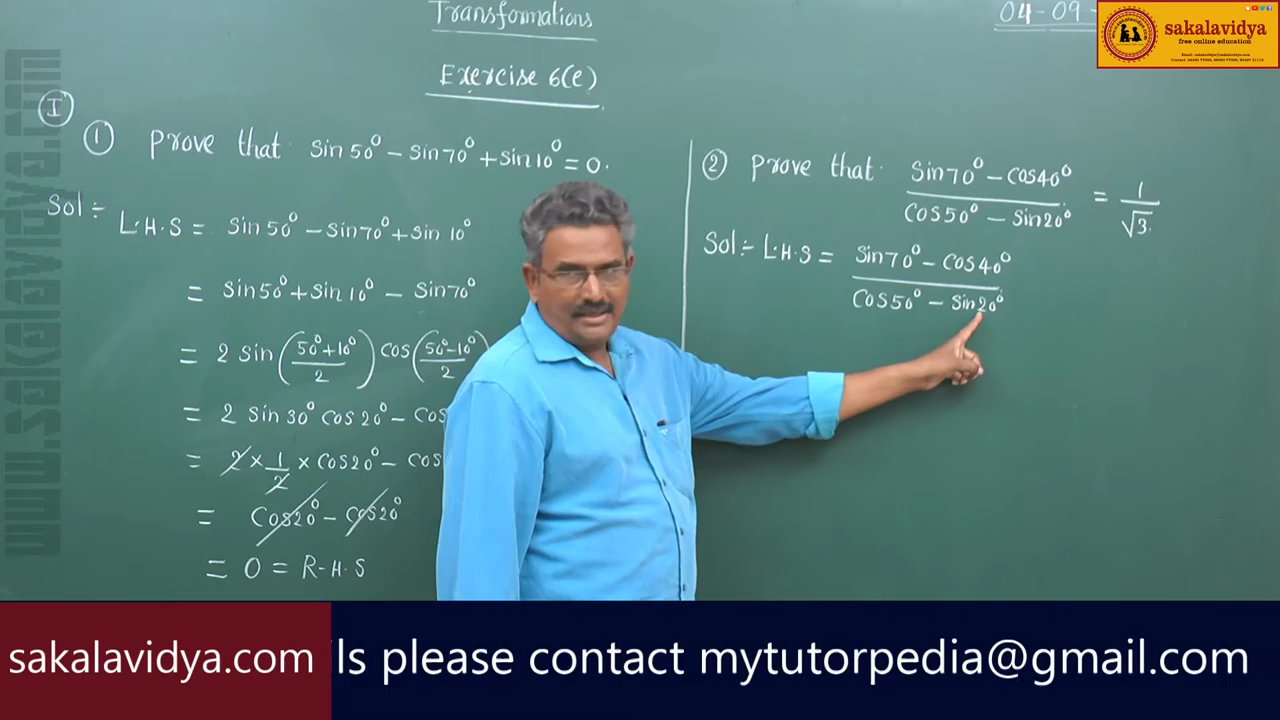 Transformations
04-09-
Exercise 6(e)
I
① Prove that Sin 50° - Sin 70° + Sin 10° = 0.
Sol :- L.H.S = Sin 50° - Sin 70° + Sin 10°
= Sin 50° + Sin 10° - Sin 70°
= 2 Sin ((50°+10°)/2) Cos ((50°-10°)/2)
= 2 Sin 30° Cos 20° - Cos
= 2 × 1/2 × Cos 20° - Cos
= Cos 20° - Cos 20°
= 0 = R.H.S
② Prove that (Sin 70° - Cos 40°)/(Cos 50° - Sin 20°) = 1/√3.
Sol :- L.H.S = (Sin 70° - Cos 40°)/(Cos 50° - Sin 20°)
sakalavidya
free online education
www.sakalavidya.com
sakalavidya.com
ls please contact mytutorpedia@gmail.com